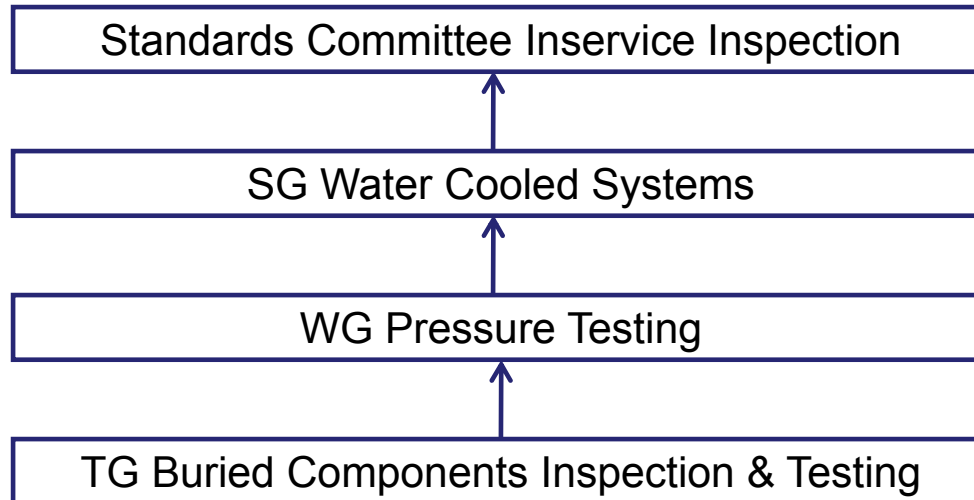 Standards Committee Inservice Inspection
SG Water Cooled Systems
WG Pressure Testing
TG Buried Components Inspection & Testing